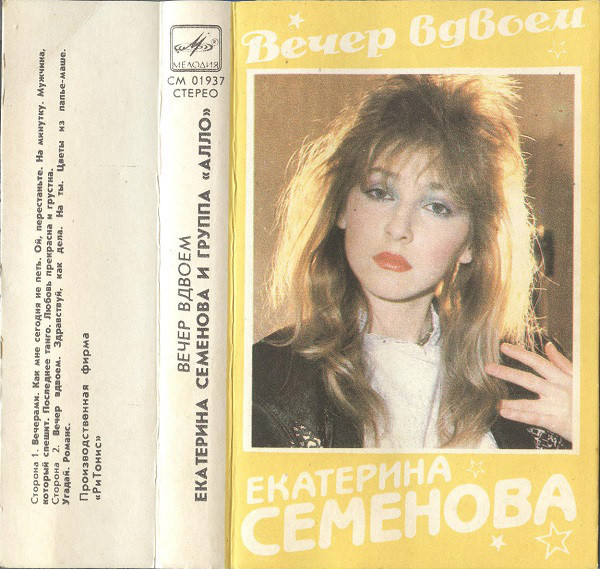 Сторона 1. Вечерами. Как мне сегодня не петь. Ой, перестаньте. На минутку. Мужчина,
который спешит. Последнее танго. Любовь прекрасна и грустна.
Сторона 2. Вечер вдвоем. Здравствуй, как дела. На ты. Цветы из папье-маше.
Угадай. Романс.
Производственная фирма
«РиТонис»
МЕЛОДИЯ
СМ 01937
СТЕРЕО
ВЕЧЕР ВДВОЕМ
ЕКАТЕРИНА СЕМЕНОВА И ГРУППА «АЛЛО»
Вечер вдвоем
ЕКАТЕРИНА
СЕМЕНОВА